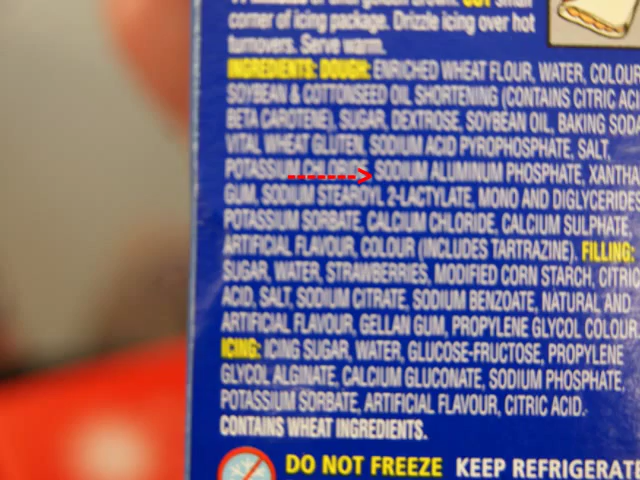 corner of icing package. Drizzle icing over hot
turnovers. Serve warm.
INGREDIENTS: DOUGH: ENRICHED WHEAT FLOUR, WATER, COLOUR
SOYBEAN & COTTONSEED OIL SHORTENING (CONTAINS CITRIC ACI
BETA CAROTENE), SUGAR, DEXTROSE, SOYBEAN OIL, BAKING SODA
VITAL WHEAT GLUTEN, SODIUM ACID PYROPHOSPHATE, SALT,
POTASSIUM CHLORIDE, SODIUM ALUMINUM PHOSPHATE, XANTHA
GUM, SODIUM STEAROYL 2-LACTYLATE, MONO AND DIGLYCERIDES
POTASSIUM SORBATE, CALCIUM CHLORIDE, CALCIUM SULPHATE,
ARTIFICIAL FLAVOUR, COLOUR (INCLUDES TARTRAZINE). FILLING:
SUGAR, WATER, STRAWBERRIES, MODIFIED CORN STARCH, CITRIC
ACID, SALT, SODIUM CITRATE, SODIUM BENZOATE, NATURAL AND
ARTIFICIAL FLAVOUR, GELLAN GUM, PROPYLENE GLYCOL COLOUR
ICING: ICING SUGAR, WATER, GLUCOSE-FRUCTOSE, PROPYLENE
GLYCOL ALGINATE, CALCIUM GLUCONATE, SODIUM PHOSPHATE,
POTASSIUM SORBATE, ARTIFICIAL FLAVOUR, CITRIC ACID.
CONTAINS WHEAT INGREDIENTS.
DO NOT FREEZE KEEP REFRIGERATE